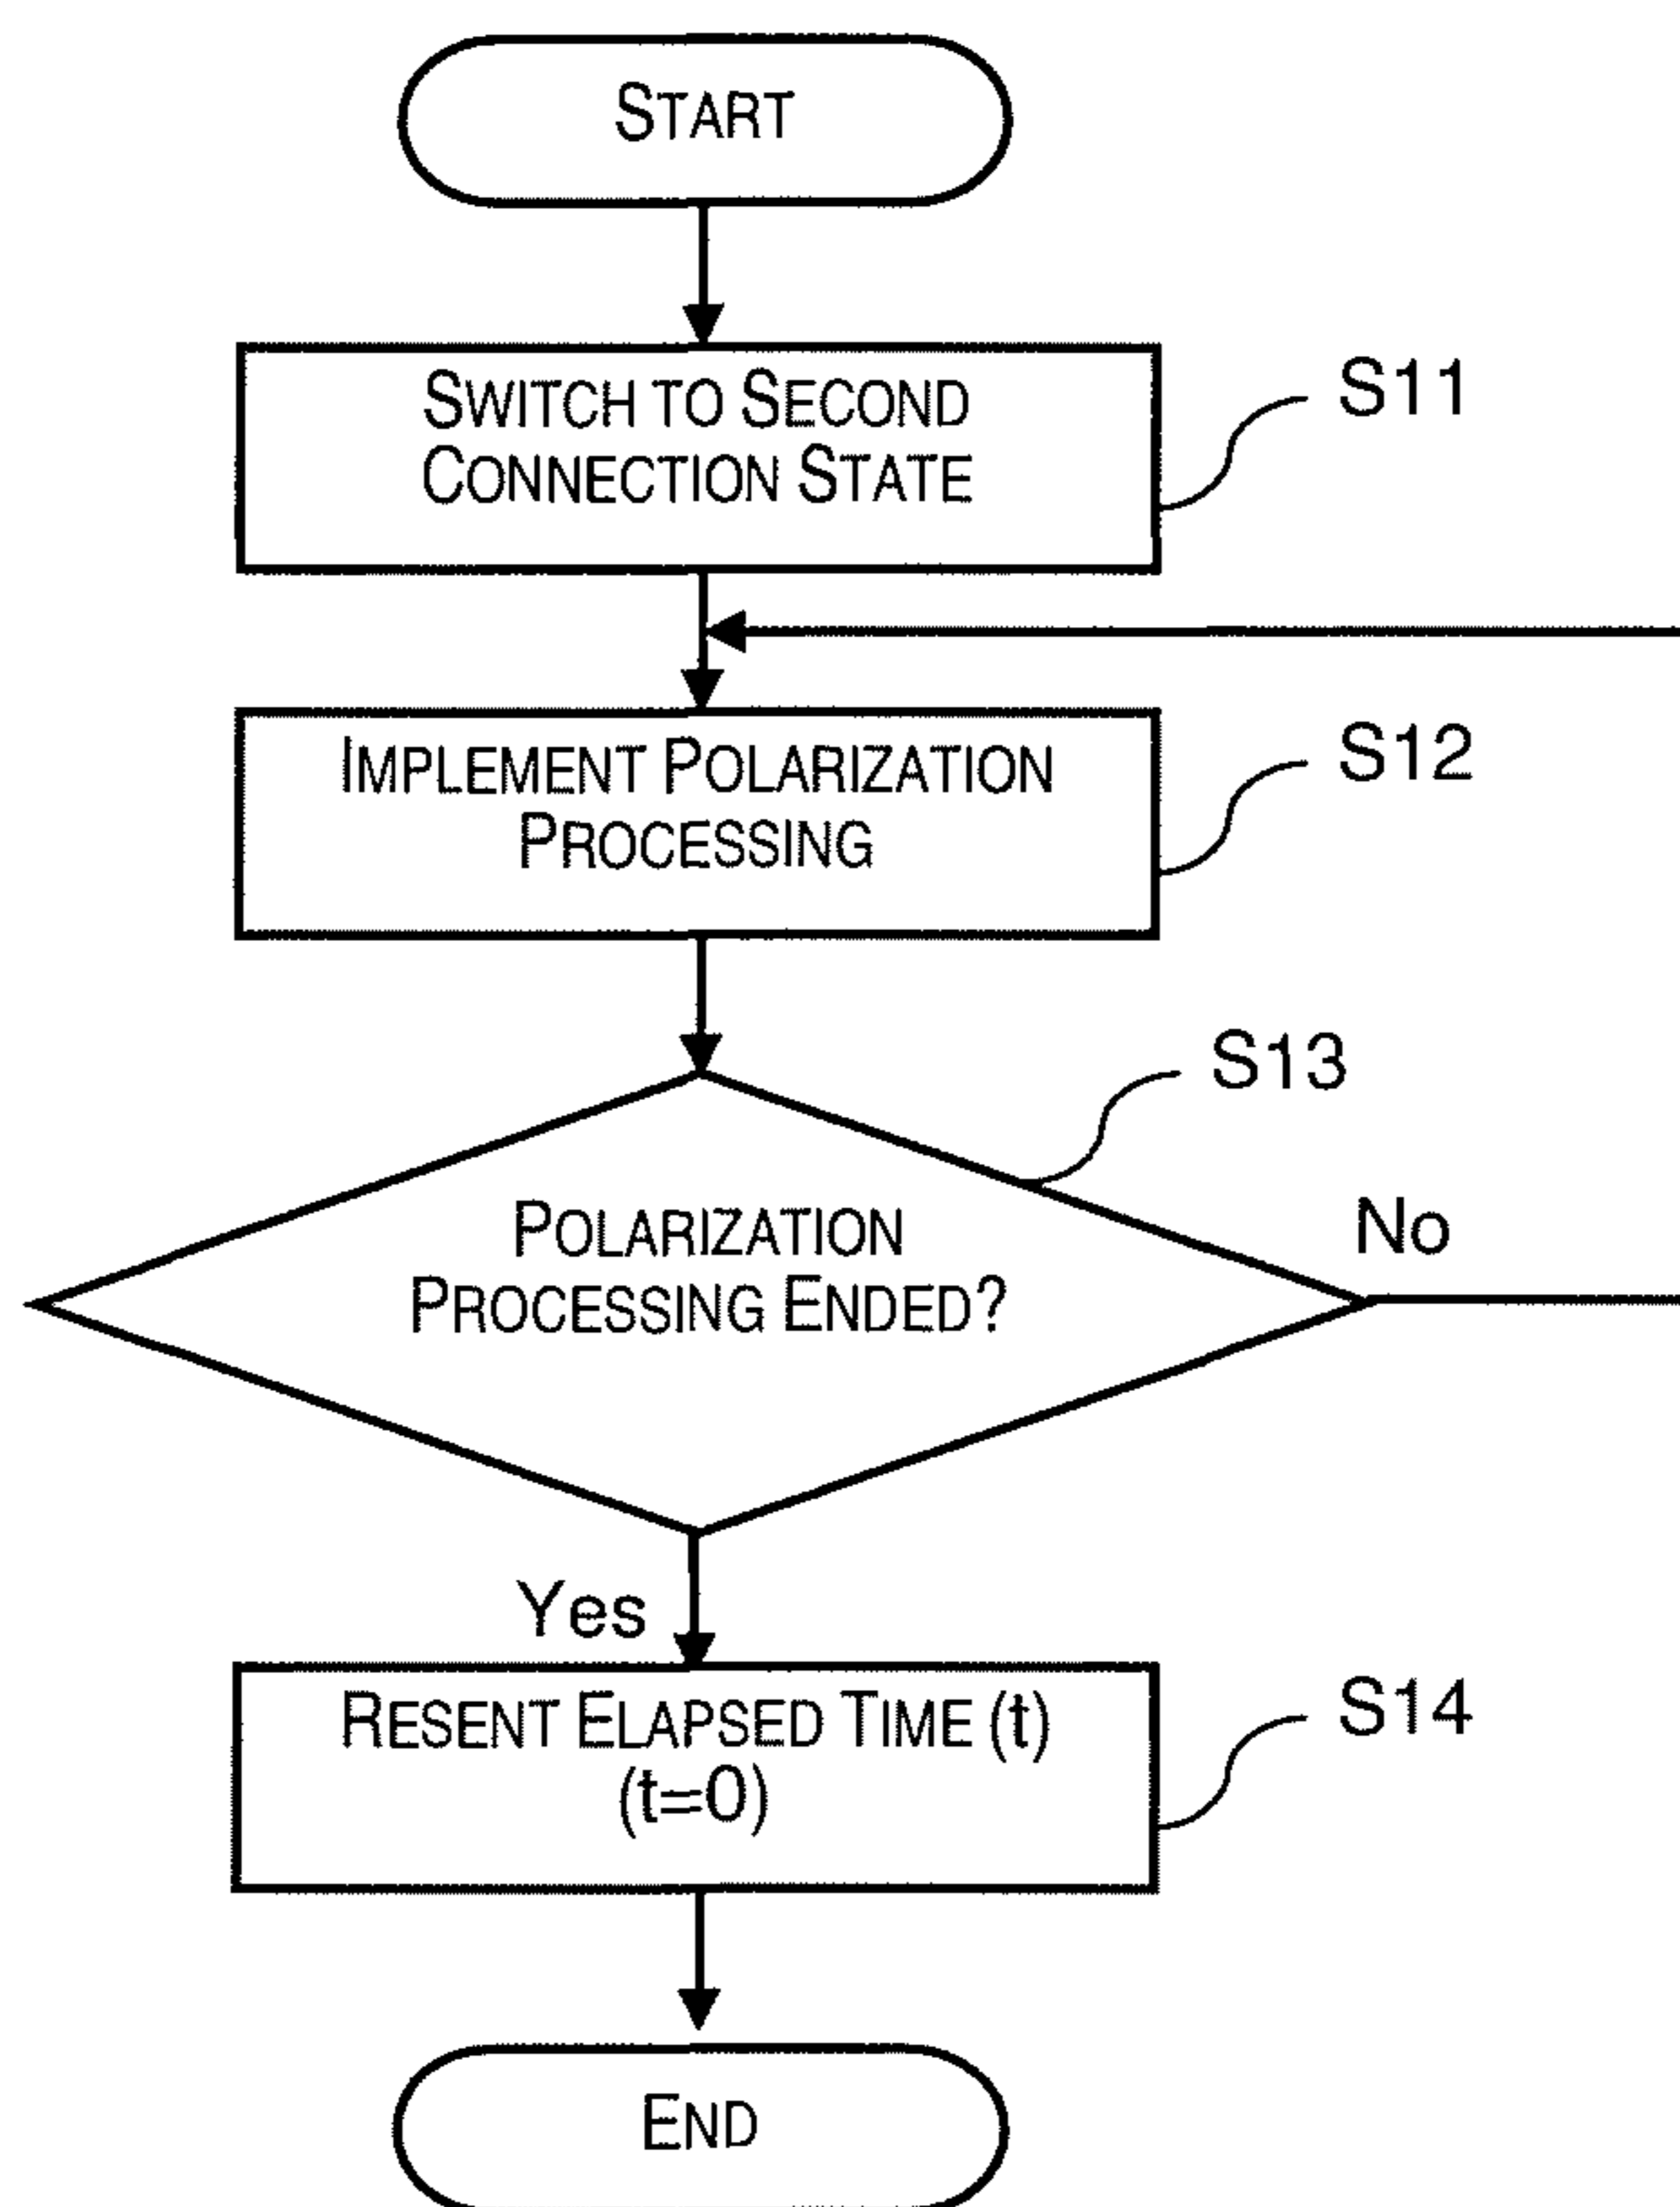 START
SWITCH TO SECOND
CONNECTION STATE
S11
IMPLEMENT POLARIZATION
PROCESSING
S12
S13
POLARIZATION
PROCESSING ENDED?
No
Yes
RESENT ELAPSED TIME (t)
(t=0)
S14
END